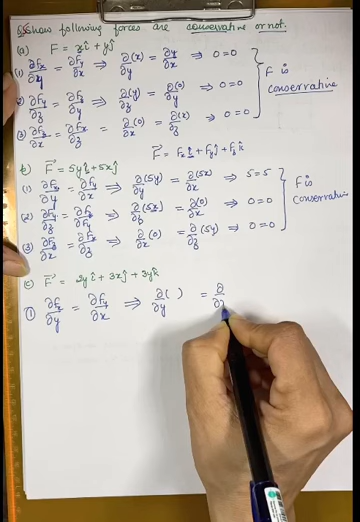 Show following forces are conservative or not.
(a) F = xî + yĵ
(1) ∂Fx/∂y = ∂Fy/∂x ⇒ ∂(x)/∂y = ∂y/∂x ⇒ 0=0
(2) ∂Fy/∂z = ∂Fz/∂y ⇒ ∂(y)/∂z = ∂(0)/∂y ⇒ 0=0
(3) ∂Fz/∂x = ∂Fx/∂z ⇒ ∂(0)/∂x = ∂(x)/∂z ⇒ 0=0
F is conservative
F⃗ = Fxî + Fyĵ + Fzk̂
(b) F⃗ = 5yî + 5xĵ
(1) ∂Fx/∂y = ∂Fy/∂x ⇒ ∂(5y)/∂y = ∂(5x)/∂x ⇒ 5=5
(2) ∂Fy/∂z = ∂Fz/∂y ⇒ ∂(5x)/∂z = ∂(0)/∂x ⇒ 0=0
(3) ∂Fz/∂x = ∂Fx/∂z ⇒ ∂(0)/∂x = ∂(5y)/∂z ⇒ 0=0
F is conservative
(c) F⃗ = 2yî + 3xĵ + 3yk̂
(1) ∂Fx/∂y = ∂Fy/∂x ⇒ ∂( )/∂y = ∂/∂x